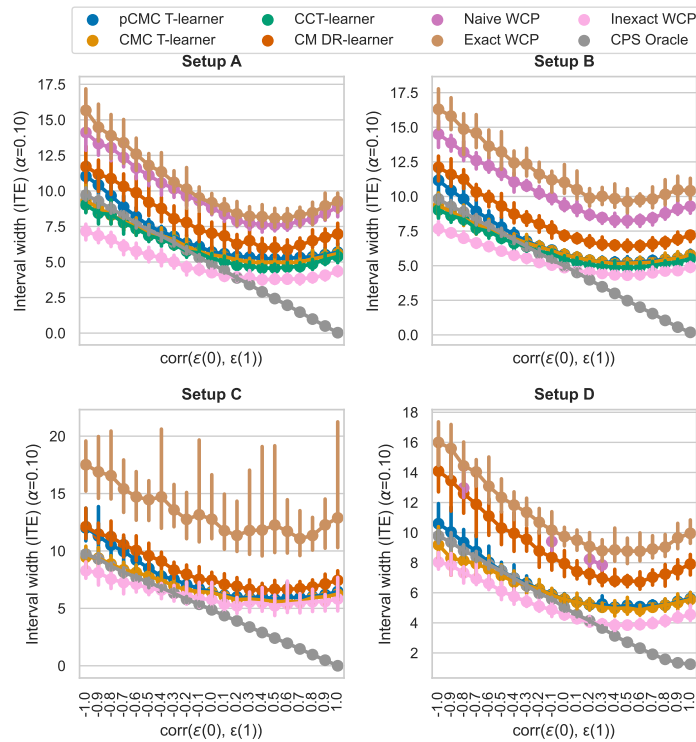 pCMC T-learner CCT-learner Naive WCP Inexact WCP
CMC T-learner CM DR-learner Exact WCP CPS Oracle
Setup A
Interval width (ITE) (α=0.10)
17.5
15.0
12.5
10.0
7.5
5.0
2.5
0.0
corr(ε(0), ε(1))
Setup B
Interval width (ITE) (α=0.10)
17.5
15.0
12.5
10.0
7.5
5.0
2.5
0.0
corr(ε(0), ε(1))
Setup C
Interval width (ITE) (α=0.10)
20
15
10
5
0
-1.0 -0.9 -0.8 -0.7 -0.6 -0.5 -0.4 -0.3 -0.2 -0.1 0.0 0.1 0.2 0.3 0.4 0.5 0.6 0.7 0.8 0.9 1.0
corr(ε(0), ε(1))
Setup D
Interval width (ITE) (α=0.10)
18
16
14
12
10
8
6
4
2
-1.0 -0.9 -0.8 -0.7 -0.6 -0.5 -0.4 -0.3 -0.2 -0.1 0.0 0.1 0.2 0.3 0.4 0.5 0.6 0.7 0.8 0.9 1.0
corr(ε(0), ε(1))